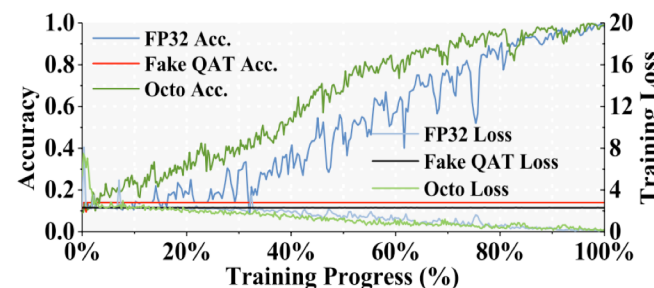 1.0
0.8
0.6
0.4
0.2
0.0
Accuracy
FP32 Acc.
Fake QAT Acc.
Octo Acc.
FP32 Loss
Fake QAT Loss
Octo Loss
20
16
12
8
4
0
Training Loss
0% 20% 40% 60% 80% 100%
Training Progress (%)